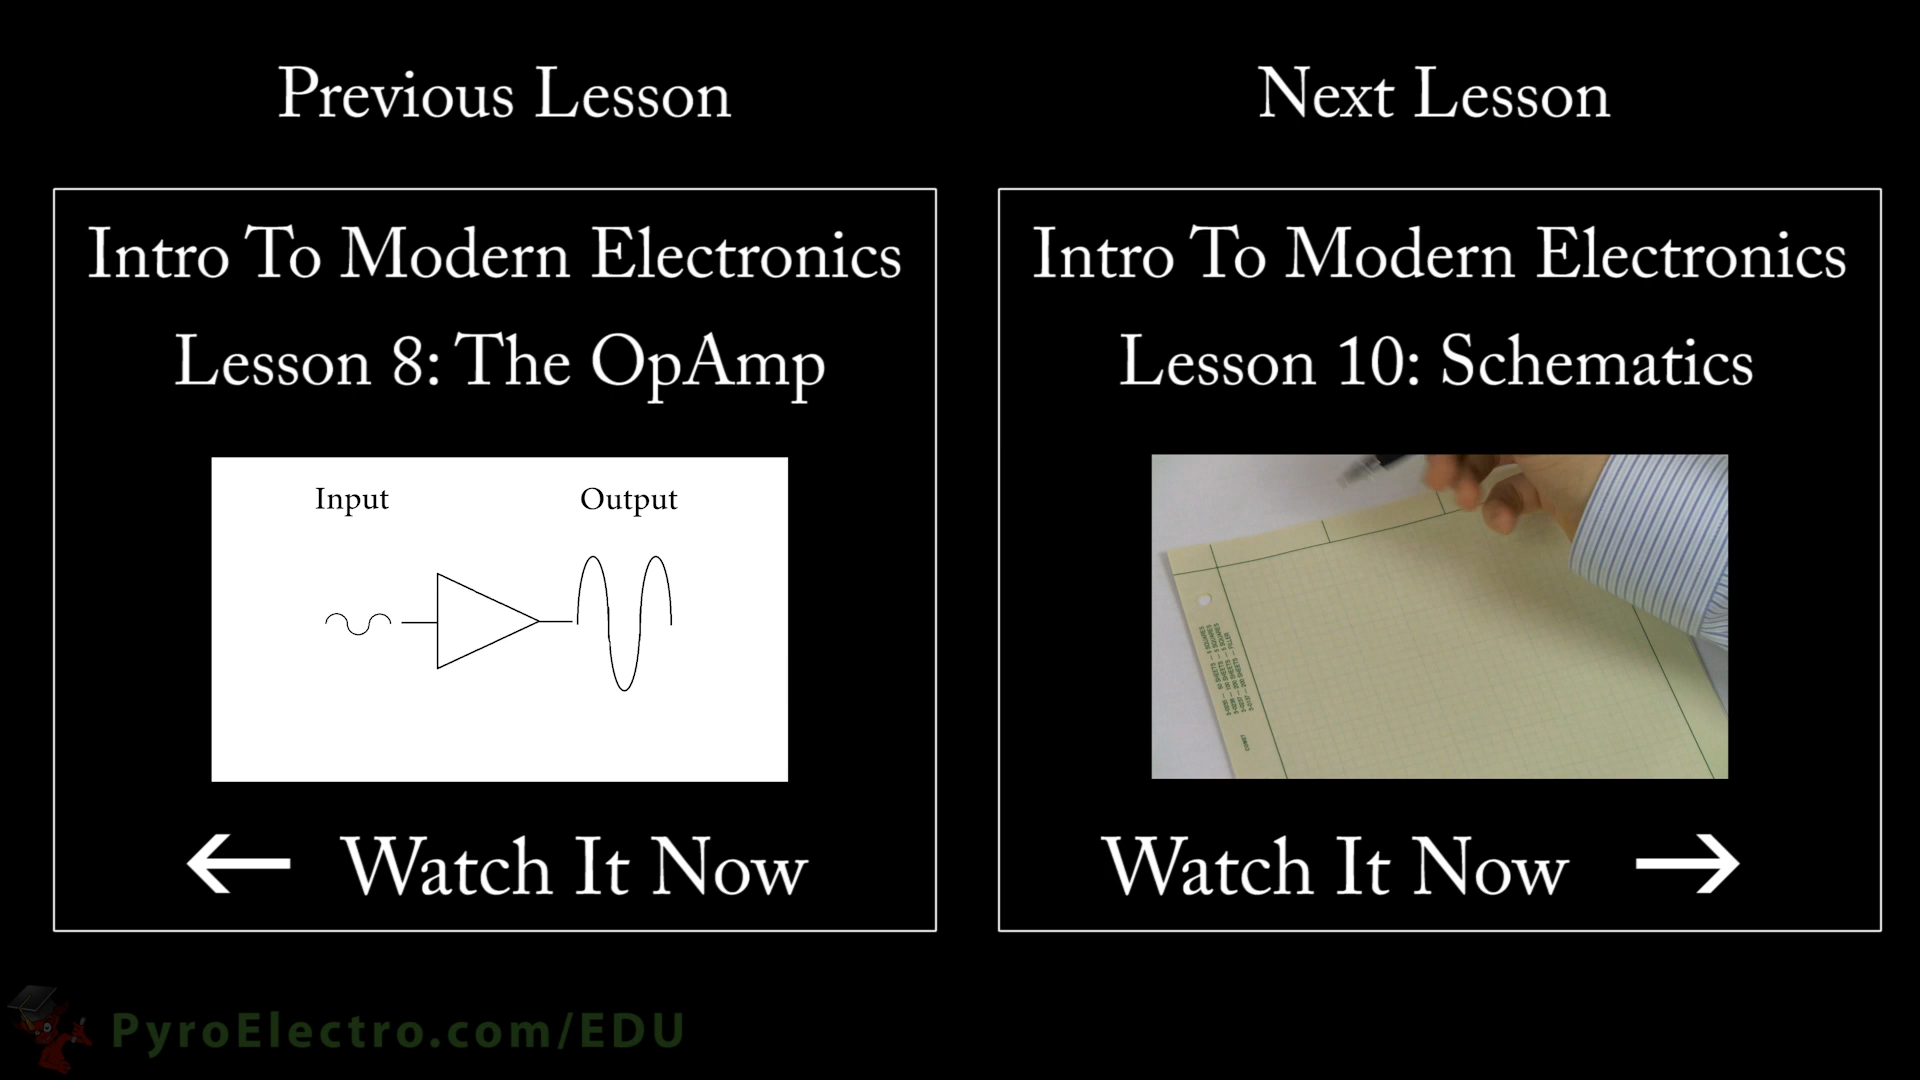 Previous Lesson
Intro To Modern Electronics
Lesson 8: The OpAmp
Input
Output
Watch It Now
Next Lesson
Intro To Modern Electronics
Lesson 10: Schematics
Watch It Now
PyroElectro.com/EDU